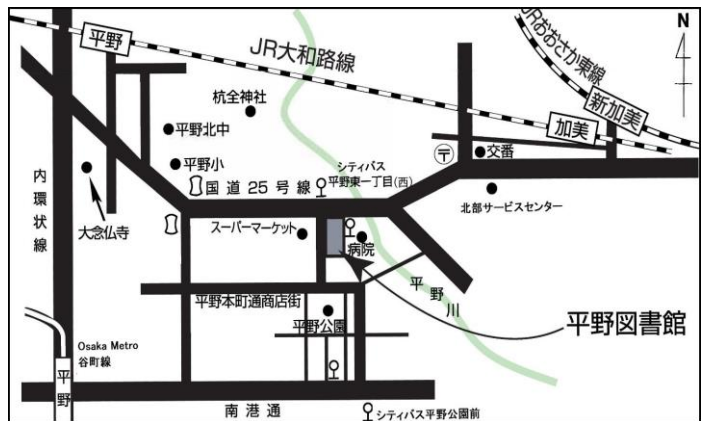 平野
JR大和路線
JRおおさか東線
N
新加美
加美
杭全神社
平野北中
平野小
シティバス
平野東一丁目(西)
〒
交番
国道25号線
内環状線
大念仏寺
北部サービスセンター
スーパーマーケット
病院
平野本町通商店街
平野川
平野公園
平野図書館
Osaka Metro
谷町線
平野
南港通
シティバス平野公園前